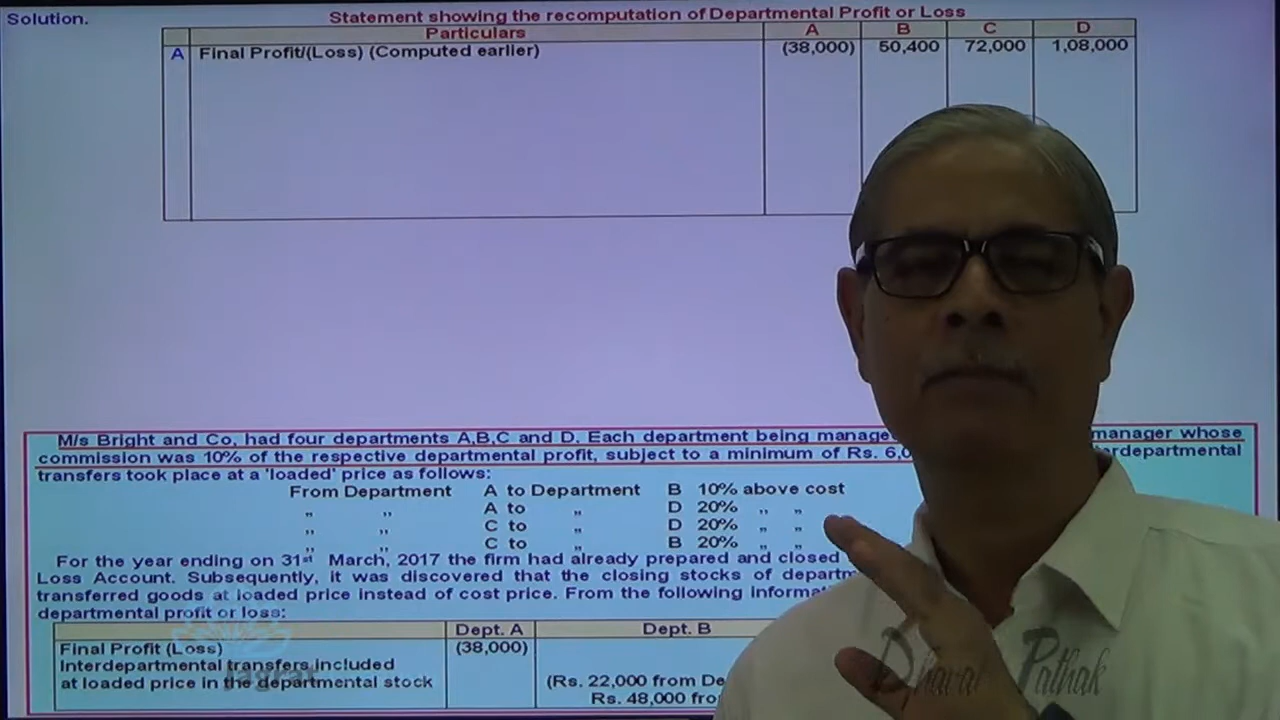 Solution.
Statement showing the recomputation of Departmental Profit or Loss
Particulars A B C D
A Final Profit/(Loss) (Computed earlier) (38,000) 50,400 72,000 1,08,000
M/s Bright and Co, had four departments A,B,C and D. Each department being manage manager whose
commission was 10% of the respective departmental profit, subject to a minimum of Rs. 6,0 erdepartmental
transfers took place at a 'loaded' price as follows:
From Department A to Department B 10% above cost
„ „ A to „ D 20% „ „
„ „ C to „ D 20% „ „
„ „ C to „ B 20% „ „
For the year ending on 31st March, 2017 the firm had already prepared and closed
Loss Account. Subsequently, it was discovered that the closing stocks of departm
transferred goods at loaded price instead of cost price. From the following informa
departmental profit or loss:
Dept. A Dept. B
Final Profit (Loss) (38,000)
Interdepartmental transfers included
at loaded price in the departmental stock (Rs. 22,000 from De
Rs. 48,000 fro
Jagrat
Dhaval Pathak